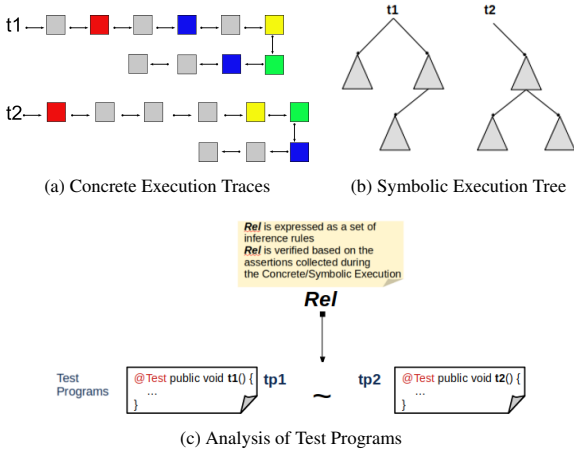 t1
t2
(a) Concrete Execution Traces
t1
t2
(b) Symbolic Execution Tree
Rel is expressed as a set of
inference rules
Rel is verified based on the
assertions collected during
the Concrete/Symbolic Execution
Rel
Test
Programs
@Test public void t1() {
...
}
tp1
~
tp2
@Test public void t2() {
...
}
(c) Analysis of Test Programs